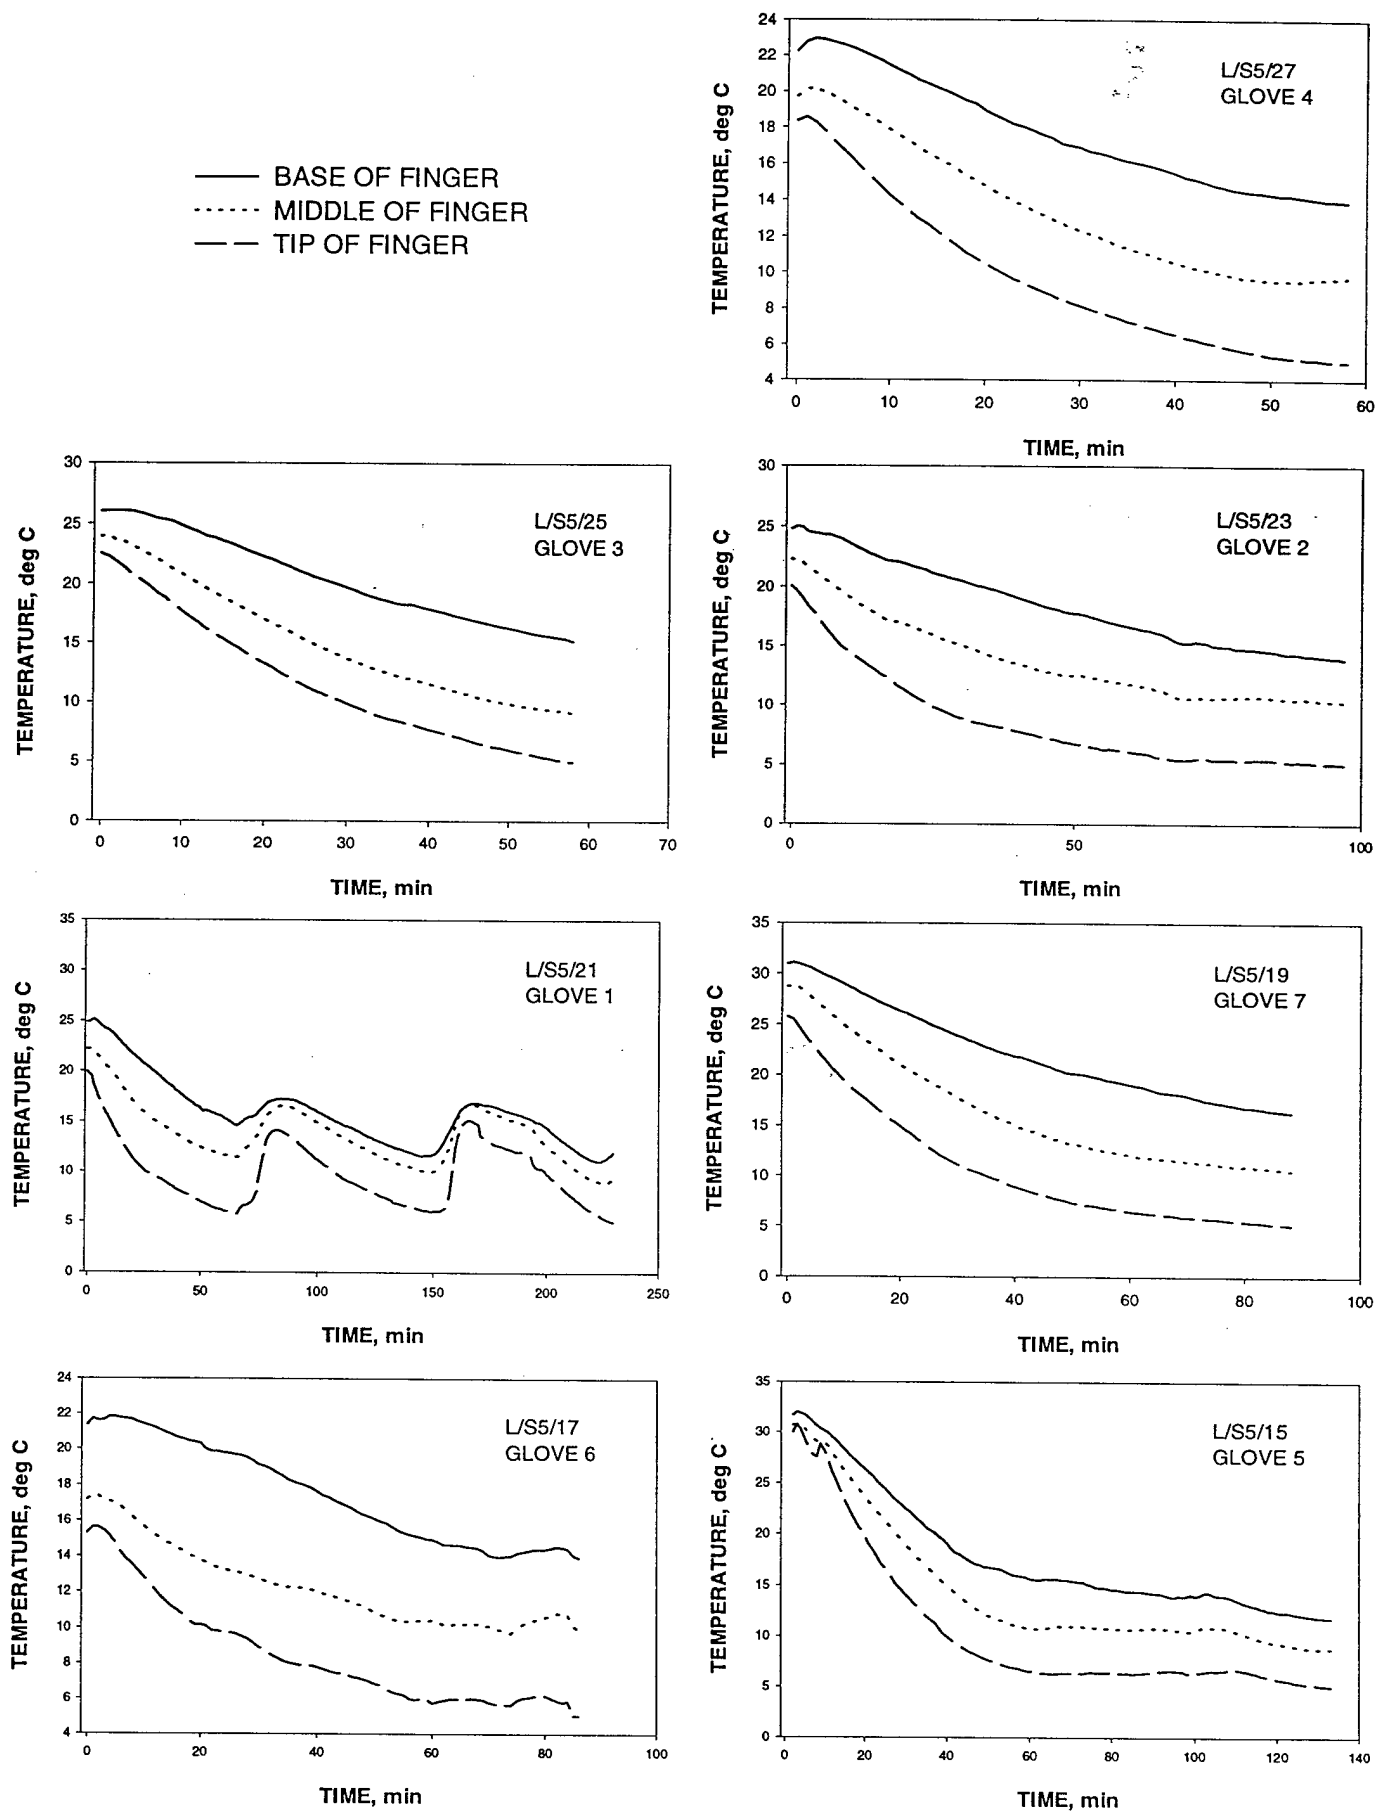 BASE OF FINGER
MIDDLE OF FINGER
TIP OF FINGER
L/S5/27
GLOVE 4
TEMPERATURE, deg C
24
22
20
18
16
14
12
10
8
6
4
0 10 20 30 40 50 60
TIME, min
L/S5/25
GLOVE 3
TEMPERATURE, deg C
30
25
20
15
10
5
0
0 10 20 30 40 50 60 70
TIME, min
L/S5/23
GLOVE 2
TEMPERATURE, deg C
30
25
20
15
10
5
0
0 50 100
TIME, min
L/S5/21
GLOVE 1
TEMPERATURE, deg C
35
30
25
20
15
10
5
0
0 50 100 150 200 250
TIME, min
L/S5/19
GLOVE 7
TEMPERATURE, deg C
35
30
25
20
15
10
5
0
0 20 40 60 80 100
TIME, min
L/S5/17
GLOVE 6
TEMPERATURE, deg C
24
22
20
18
16
14
12
10
8
6
4
0 20 40 60 80 100
TIME, min
L/S5/15
GLOVE 5
TEMPERATURE, deg C
35
30
25
20
15
10
5
0
0 20 40 60 80 100 120 140
TIME, min